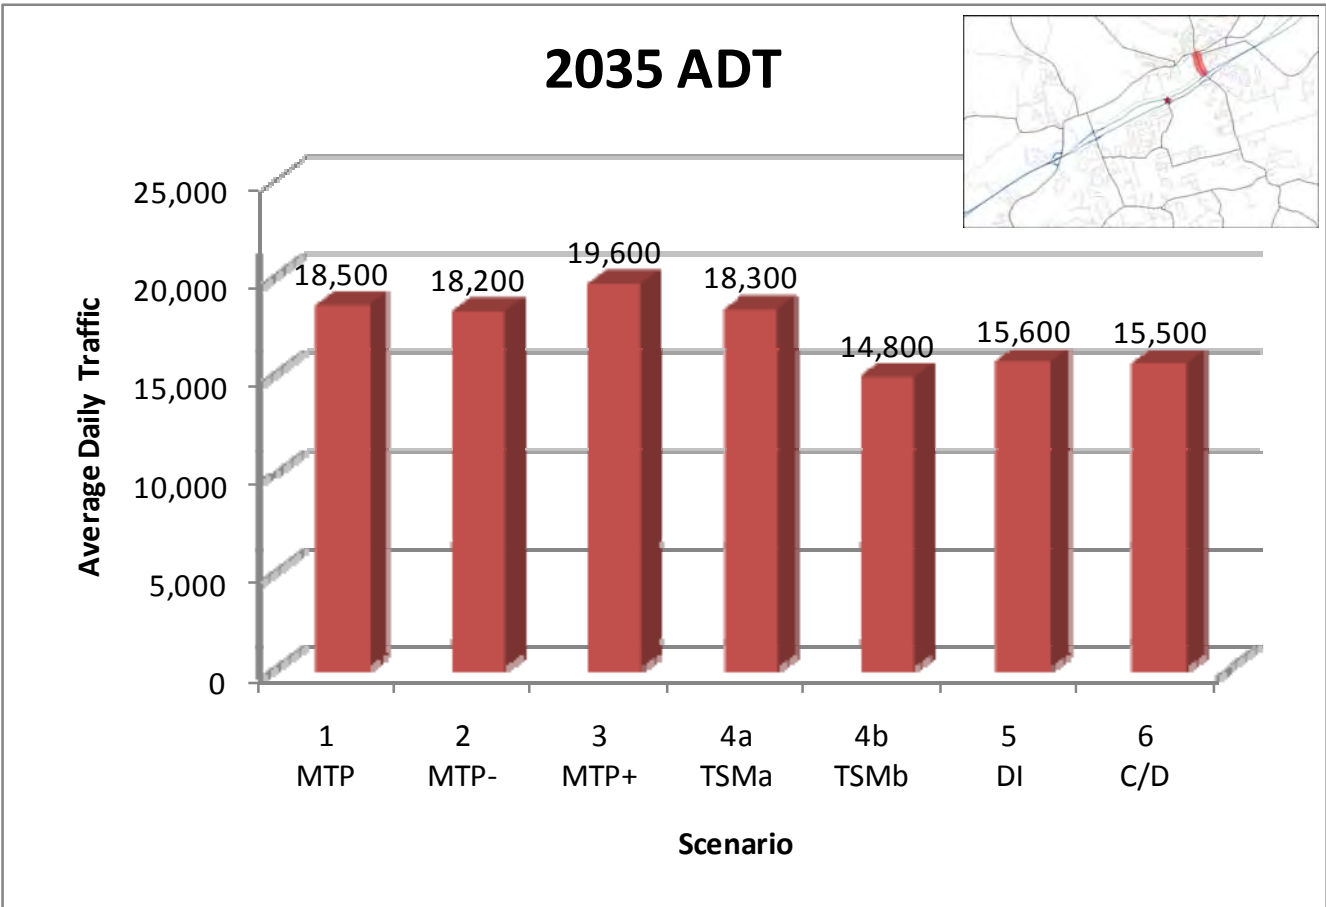 2035 ADT
Average Daily Traffic
25,000
20,000
15,000
10,000
5,000
0
18,500
18,200
19,600
18,300
14,800
15,600
15,500
1
MTP
2
MTP-
3
MTP+
4a
TSMa
4b
TSMb
5
DI
6
C/D
Scenario